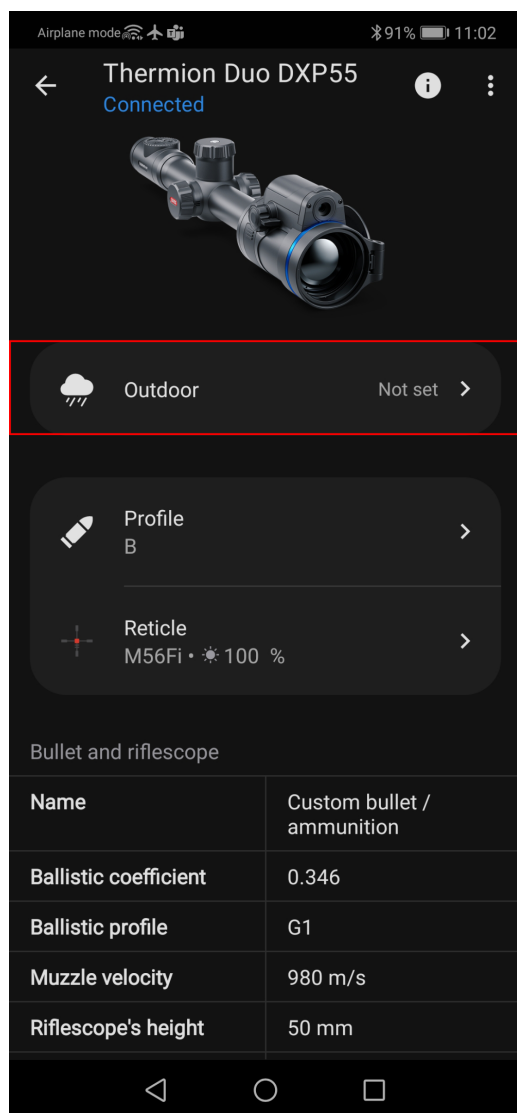 Airplane mode 91% 11:02
Thermion Duo DXP55
Connected
Outdoor Not set
Profile
B
Reticle
M56Fi • 100 %
Bullet and riflescope
Name Custom bullet /
ammunition
Ballistic coefficient 0.346
Ballistic profile G1
Muzzle velocity 980 m/s
Riflescope's height 50 mm